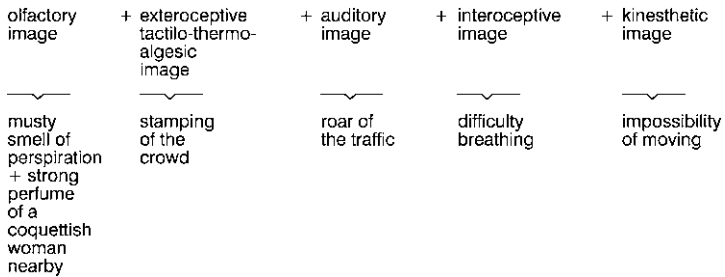 olfactory image
+ exteroceptive tactilo-thermo-algesic image
+ auditory image
+ interoceptive image
+ kinesthetic image
musty smell of perspiration + strong perfume of a coquettish woman nearby
stamping of the crowd
roar of the traffic
difficulty breathing
impossibility of moving